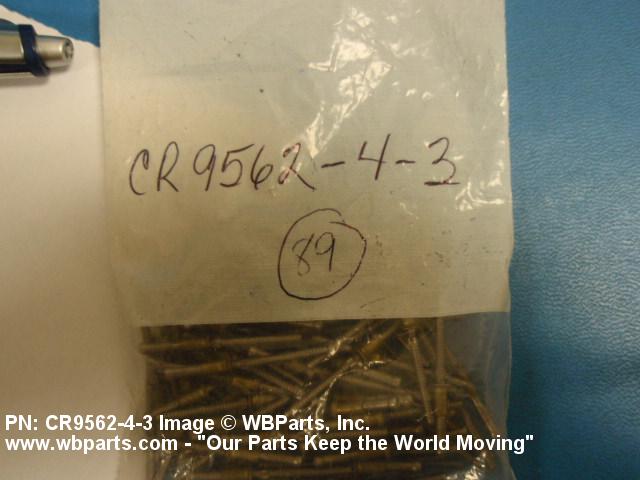 CR9562-4-3
89
PN: CR9562-4-3 Image © WBParts, Inc.
www.wbparts.com - "Our Parts Keep the World Moving"